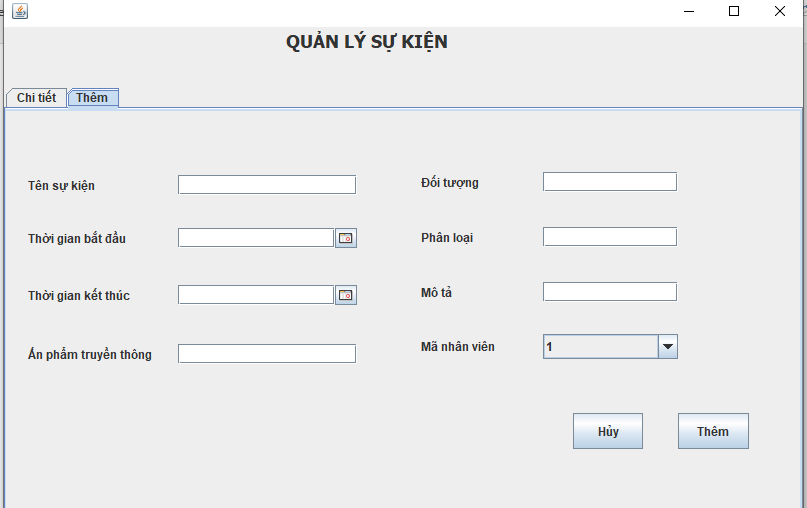 QUẢN LÝ SỰ KIỆN
Chi tiết
Thêm
Tên sự kiện
Đối tượng
Thời gian bắt đầu
Phân loại
Thời gian kết thúc
Mô tả
Ấn phẩm truyền thông
Mã nhân viên
1
Hủy
Thêm